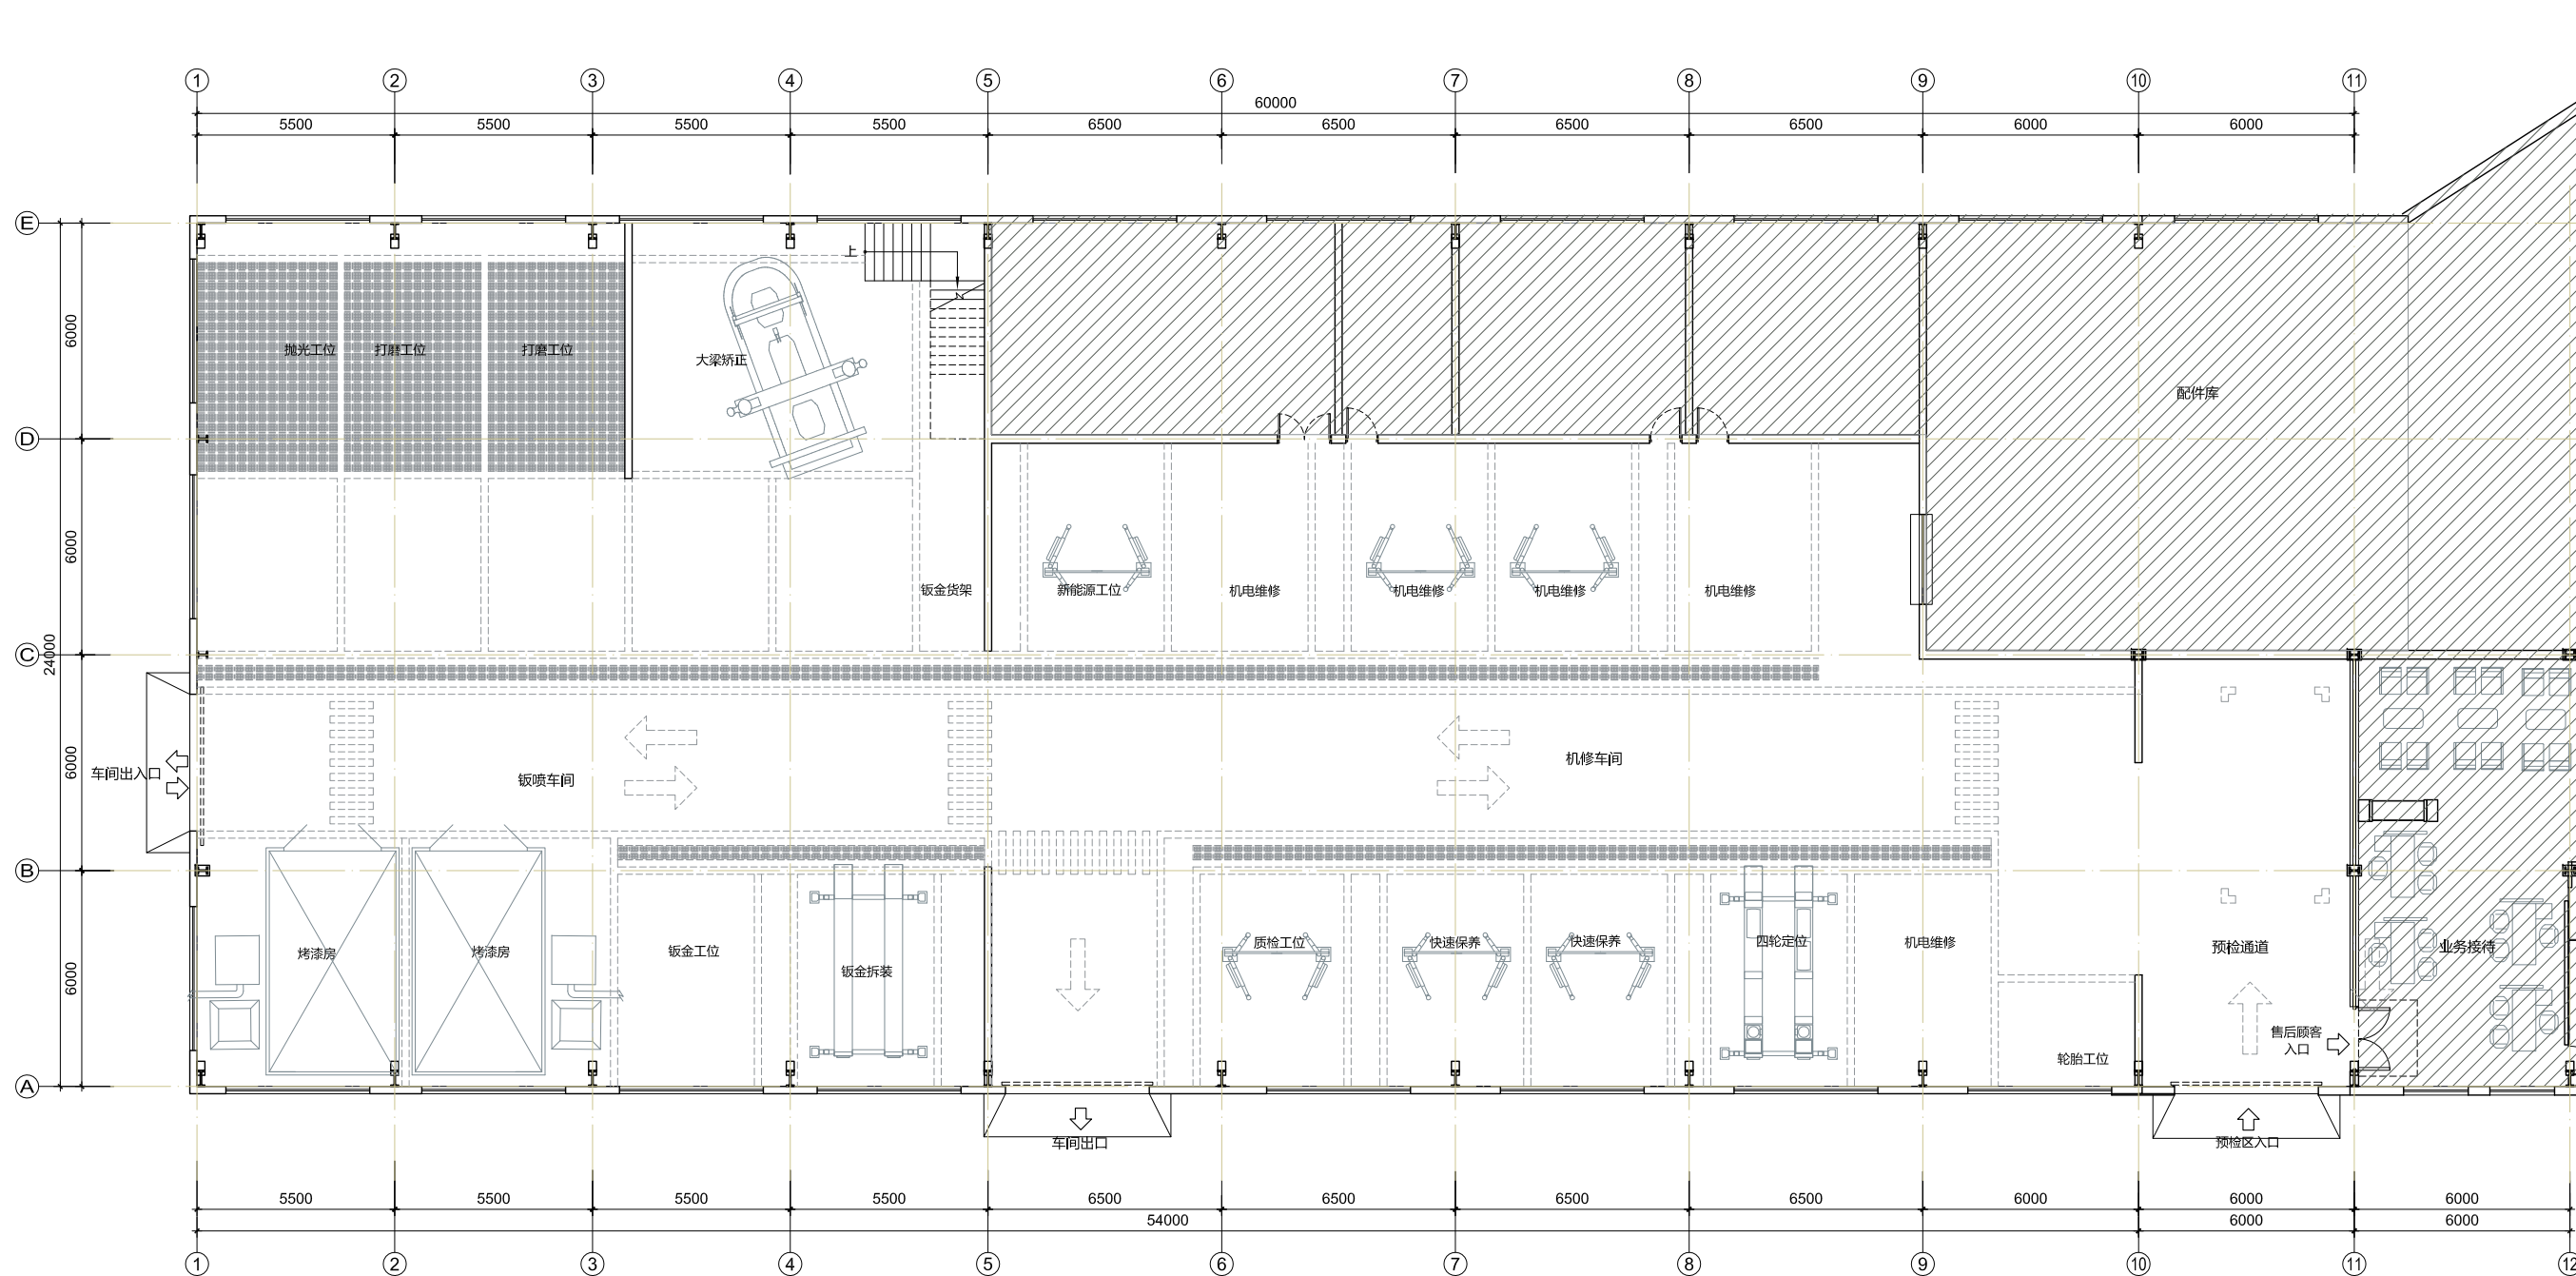 1 2 3 4 5 6 7 8 9 10 11
60000
5500 5500 5500 5500 6500 6500 6500 6500 6000 6000
E
上
6000
抛光工位 打磨工位 打磨工位 大梁矫正
配件库
D
6000
钣金货架 新能源工位 机电维修 机电维修 机电维修 机电维修
C
24000
6000
车间出入口
钣喷车间
机修车间
B
烤漆房 烤漆房 钣金工位 钣金拆装 质检工位 快速保养 快速保养 四轮定位 机电维修 预检通道 业务接待
6000
售后顾客
入口
轮胎工位
A
车间出口
预检区入口
5500 5500 5500 5500 6500 6500 6500 6500 6000 6000 6000
54000 6000 6000
1 2 3 4 5 6 7 8 9 10 11 12